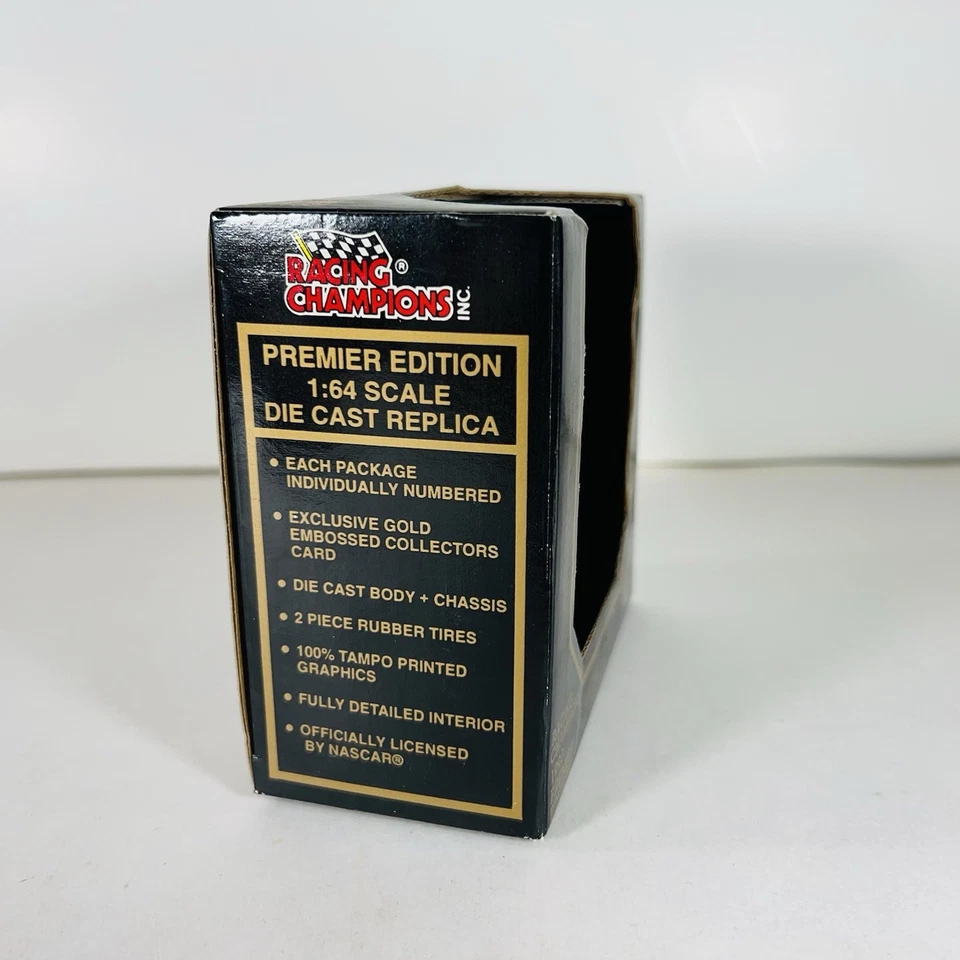 RACING®
CHAMPIONS INC.
PREMIER EDITION
1:64 SCALE
DIE CAST REPLICA
• EACH PACKAGE
INDIVIDUALLY NUMBERED
• EXCLUSIVE GOLD
EMBOSSED COLLECTORS
CARD
• DIE CAST BODY + CHASSIS
• 2 PIECE RUBBER TIRES
• 100% TAMPO PRINTED
GRAPHICS
• FULLY DETAILED INTERIOR
• OFFICIALLY LICENSED
BY NASCAR®